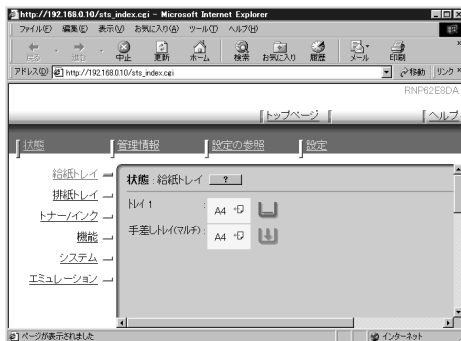 http://192.168.0.10/sts_index.cgi - Microsoft Internet Explorer
ファイル(F) 編集(E) 表示(V) お気に入り(A) ツール(T) ヘルプ(H)
戻る 進む 中止 更新 ホーム 検索 お気に入り 履歴 メール 印刷
アドレス(D) http://192.168.0.10/sts_index.cgi 移動 リンク »
RNP62E8DA
トップページ ヘルプ
状態 管理情報 設定の参照 設定
給紙トレイ
排紙トレイ
トナー/インク
機能
システム
エミュレーション
状態 : 給紙トレイ ?
トレイ 1 : A4
手差しトレイ(マルチ) : A4
ページが表示されました インターネット